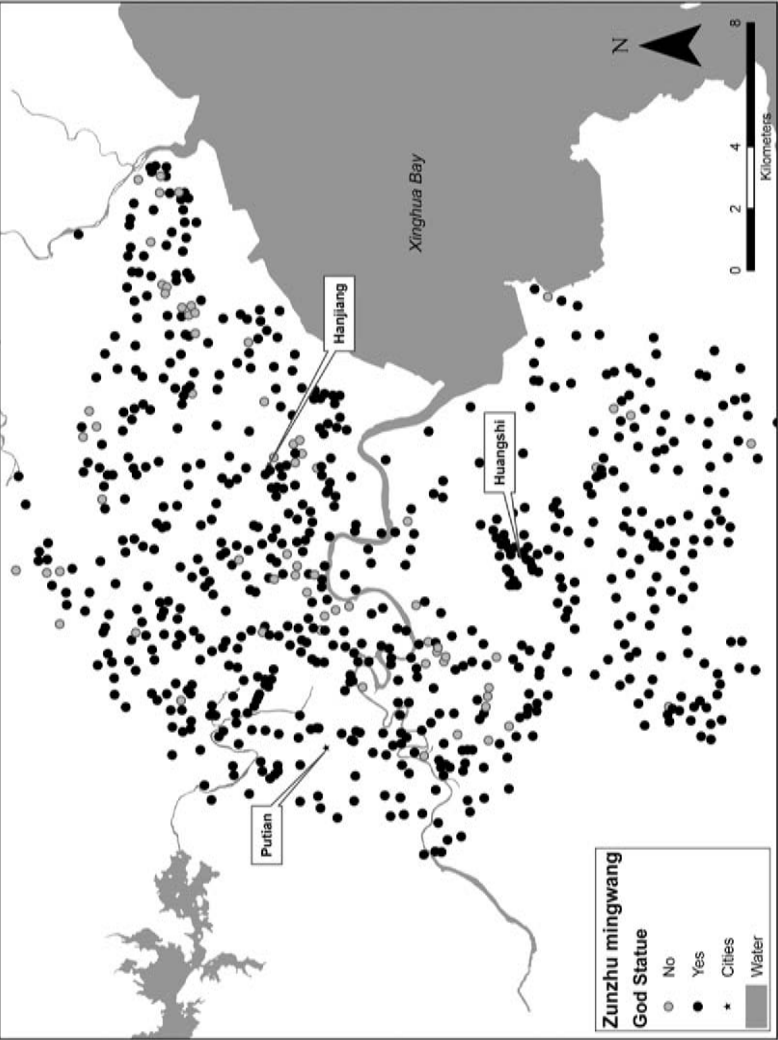 Xinghua Bay
N
0 2 4 8
Kilometers
Hanjiang
Huangshi
Putian
Zunzhu mingwang
God Statue
No
Yes
Cities
Water